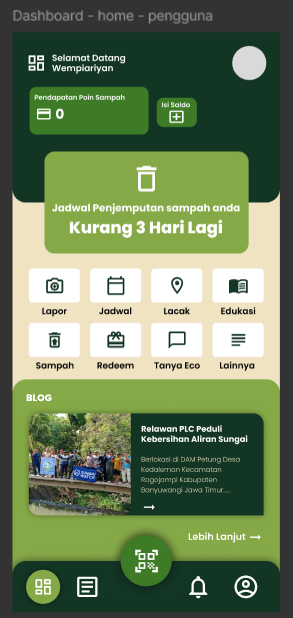 Dashboard - home - pengguna
Selamat Datang
Wempiariyan
Pendapatan Poin Sampah
0
Isi Saldo
Jadwal Penjemputan sampah anda
Kurang 3 Hari Lagi
Lapor
Jadwal
Lacak
Edukasi
Sampah
Redeem
Tanya Eco
Lainnya
BLOG
Relawan PLC Peduli
Kebersihan Aliran Sungai
Berlokasi di DAM Petung Desa
Kedaleman Kecamatan
Rogojampi Kabupaten
Banyuwangi Jawa Timur.....
Lebih Lanjut →